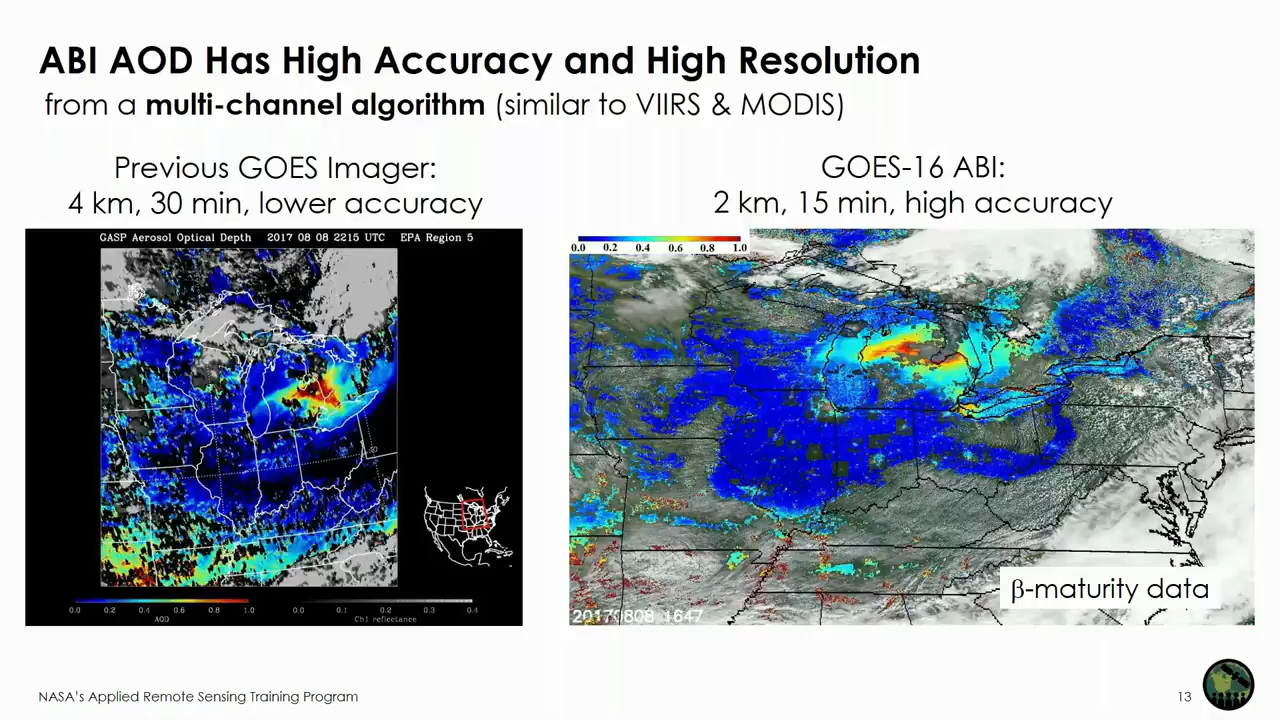 ABI AOD Has High Accuracy and High Resolution
from a multi-channel algorithm (similar to VIIRS & MODIS)
Previous GOES Imager:
4 km, 30 min, lower accuracy
GASP Aerosol Optical Depth 2017 08 08 2215 UTC EPA Region 5
0.0 0.2 0.4 0.6 0.8 1.0
AOD
0.0 0.1 0.2 0.3 0.4
Ch1 reflectance
GOES-16 ABI:
2 km, 15 min, high accuracy
0.0 0.2 0.4 0.6 0.8 1.0
20170808 1647
β-maturity data
NASA's Applied Remote Sensing Training Program
13